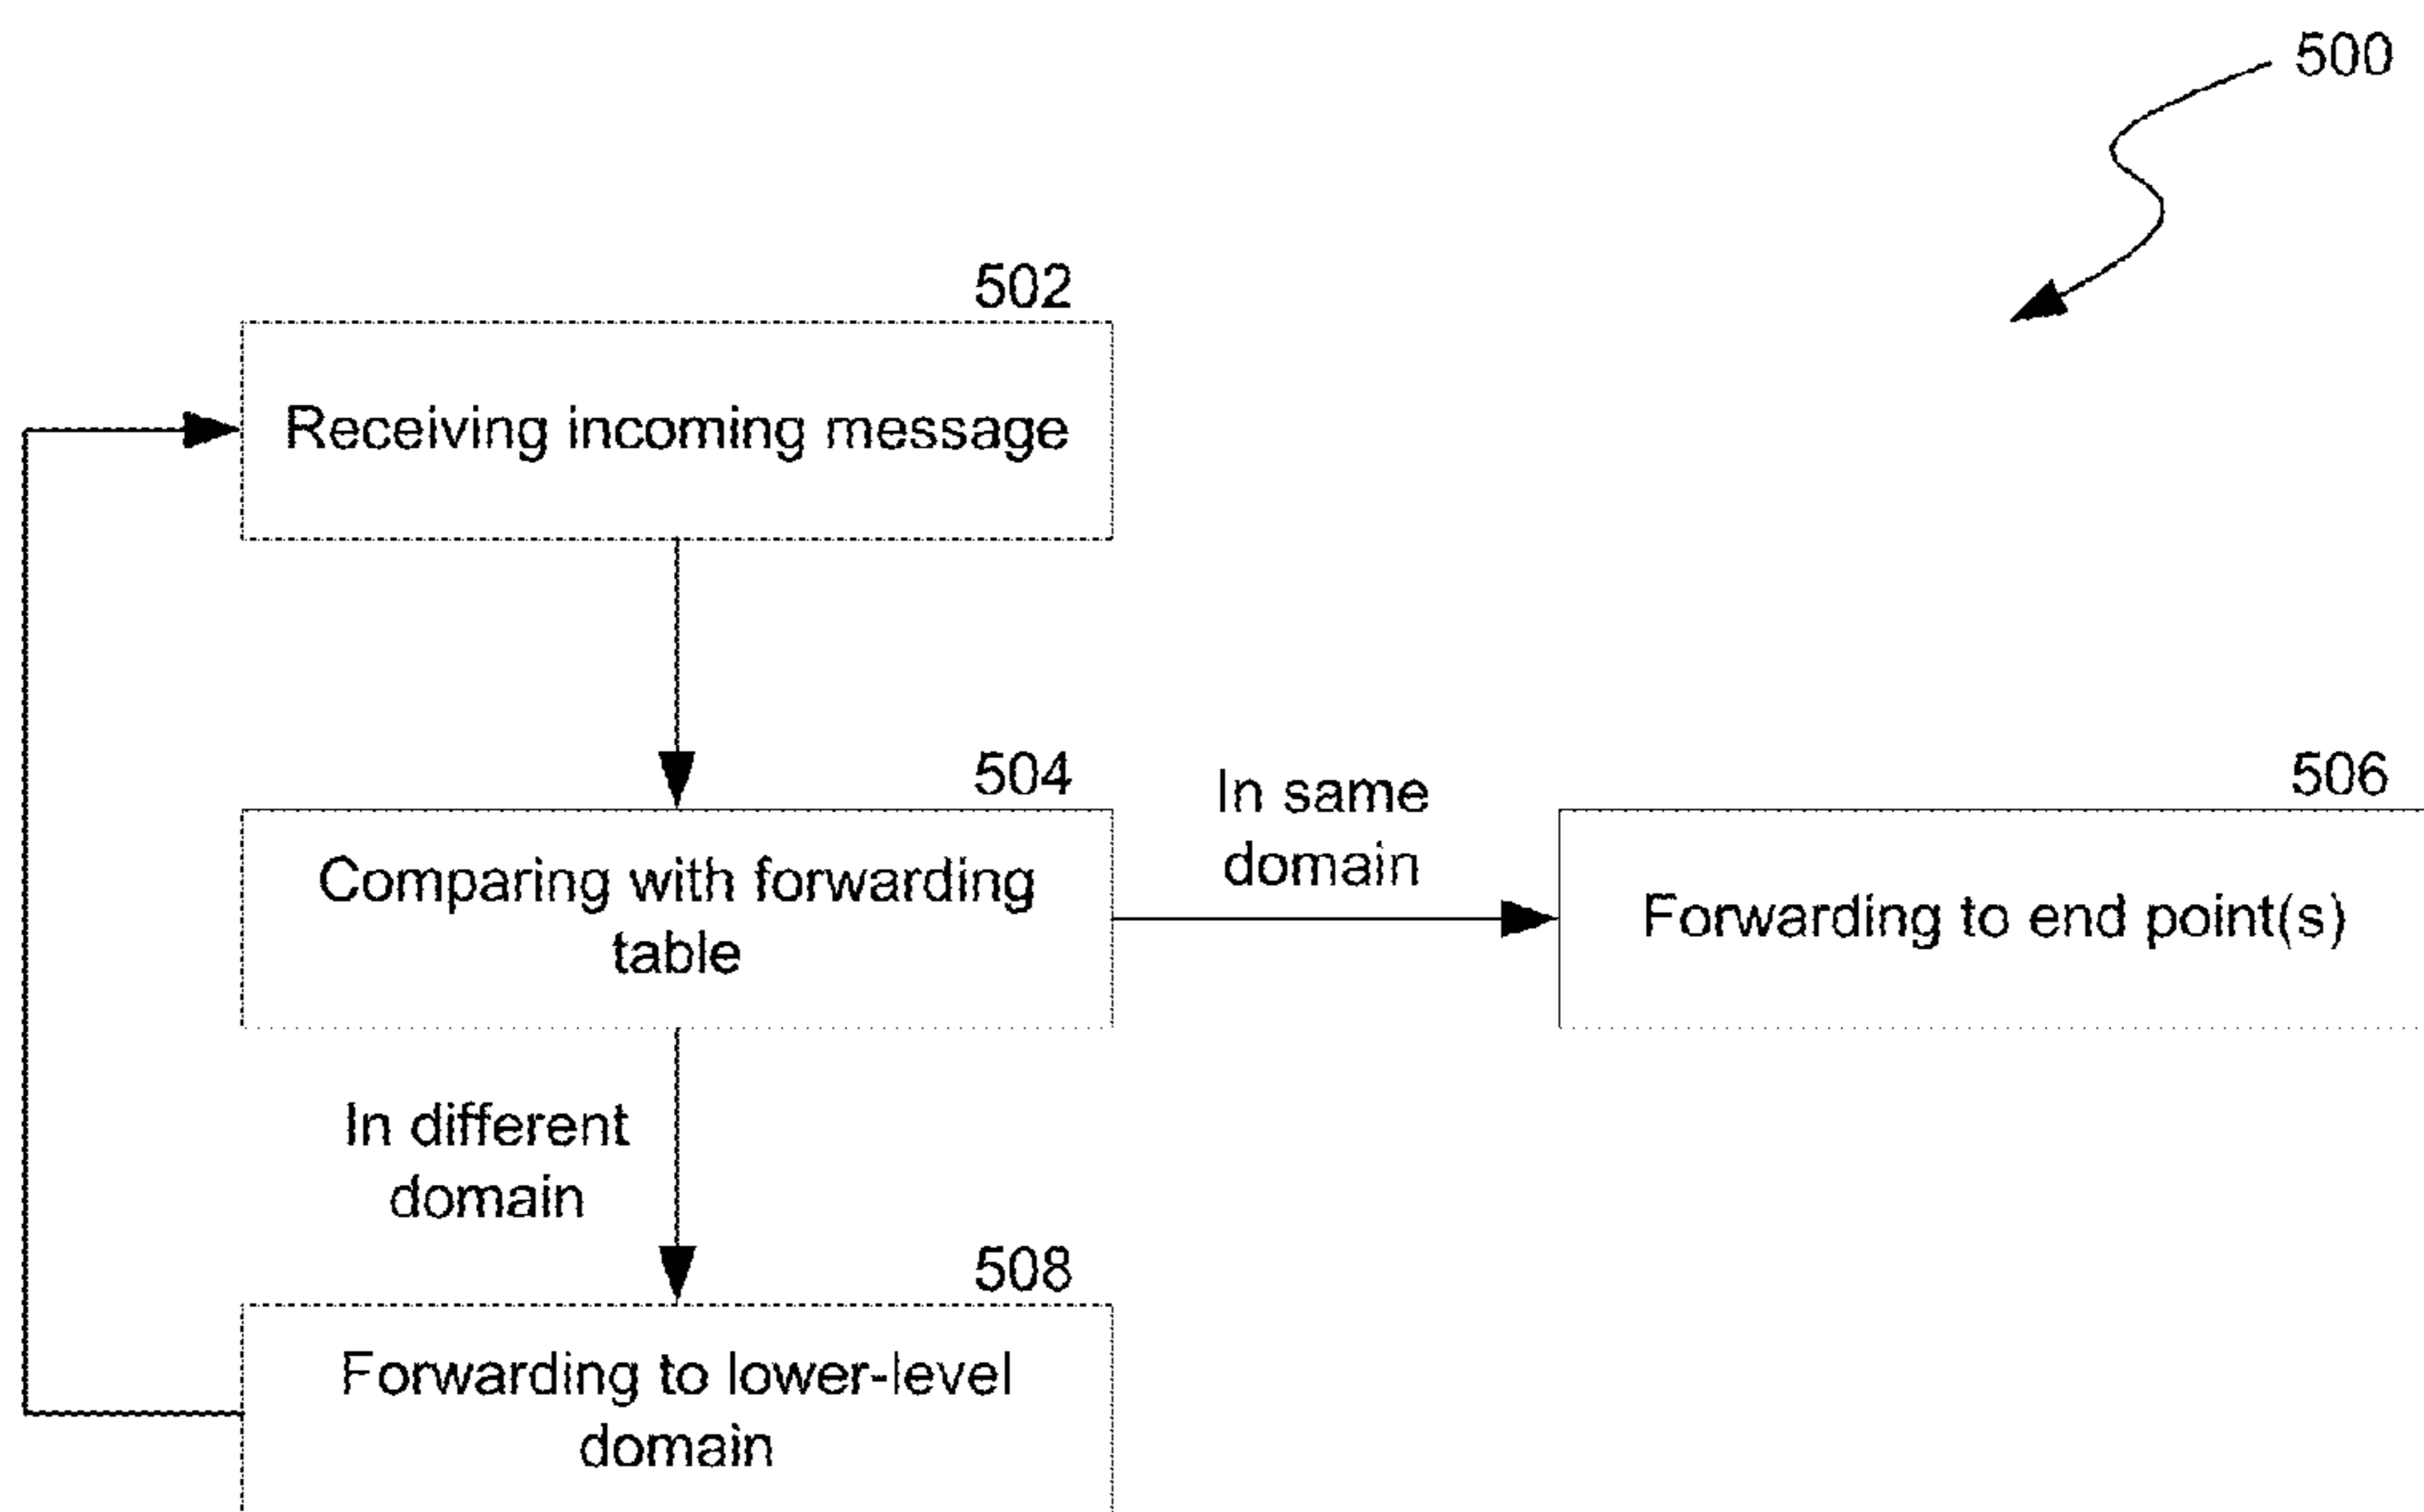 500
502
Receiving incoming message
504
Comparing with forwarding
table
In same
domain
506
Forwarding to end point(s)
In different
domain
508
Forwarding to lower-level
domain